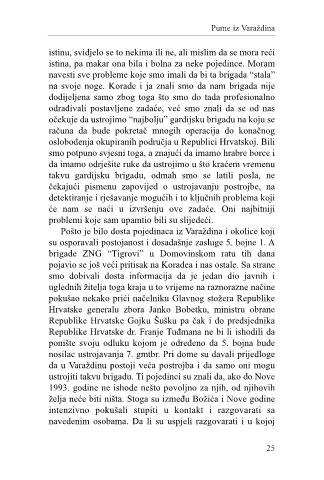 Pume iz Varaždina
istinu, svidjelo se to nekima ili ne, ali mislim da se mora reći
istina, pa makar ona bila i bolna za neke pojedince. Moram
navesti sve probleme koje smo imali da bi ta brigada “stala”
na svoje noge. Korade i ja znali smo da nam brigada nije
dodijeljena samo zbog toga što smo do tada profesionalno
odrađivali postavljene zadaće, već smo znali da se od nas
očekuje da ustrojimo “najbolju” gardijsku brigadu na koju se
računa da bude pokretač mnogih operacija do konačnog
oslobođenja okupiranih područja u Republici Hrvatskoj. Bili
smo potpuno svjesni toga, a znajući da imamo hrabre borce i
da imamo odrješite ruke da ustrojimo u što kraćem vremenu
takvu gardijsku brigadu, odmah smo se latili posla, ne
čekajući pismenu zapovijed o ustrojavanju postrojbe, na
detektiranje i rješavanje mogućih i to ključnih problema koji
će nam se naći u izvršenju ove zadaće. Oni najbitniji
problemi koje sam upamtio bili su slijedeći.
Pošto je bilo dosta pojedinaca iz Varaždina i okolice koji
su osporavali postojanost i dosadašnje zasluge 5. bojne 1. A
brigade ZNG “Tigrovi” u Domovinskom ratu tih dana
pojavio se još veći pritisak na Koradea i nas ostale. Sa strane
smo dobivali dosta informacija da je jedan dio javnih i
uglednih žitelja toga kraja u to vrijeme na raznorazne načine
pokušao nekako prići načelniku Glavnog stožera Republike
Hrvatske generalu zbora Janko Bobetku, ministru obrane
Republike Hrvatske Gojku Šušku pa čak i do predsjednika
Republike Hrvatske dr. Franje Tuđmana ne bi li ishodili da
ponište svoju odluku kojom je određeno da 5. bojna bude
nosilac ustrojavanja 7. gmtbr. Pri dome su davali prijedloge
da u Varaždinu postoji veća postrojba i da samo oni mogu
ustrojiti takvu brigadu. Ti pojedinci su znali da, ako do Nove
1993. godine ne ishode nešto povoljno za njih, od njihovih
želja neće biti ništa. Stoga su između Božića i Nove godine
intenzivno pokušali stupiti u kontakt i razgovarati sa
navedenim osobama. Da li su uspjeli razgovarati i u kojoj
25